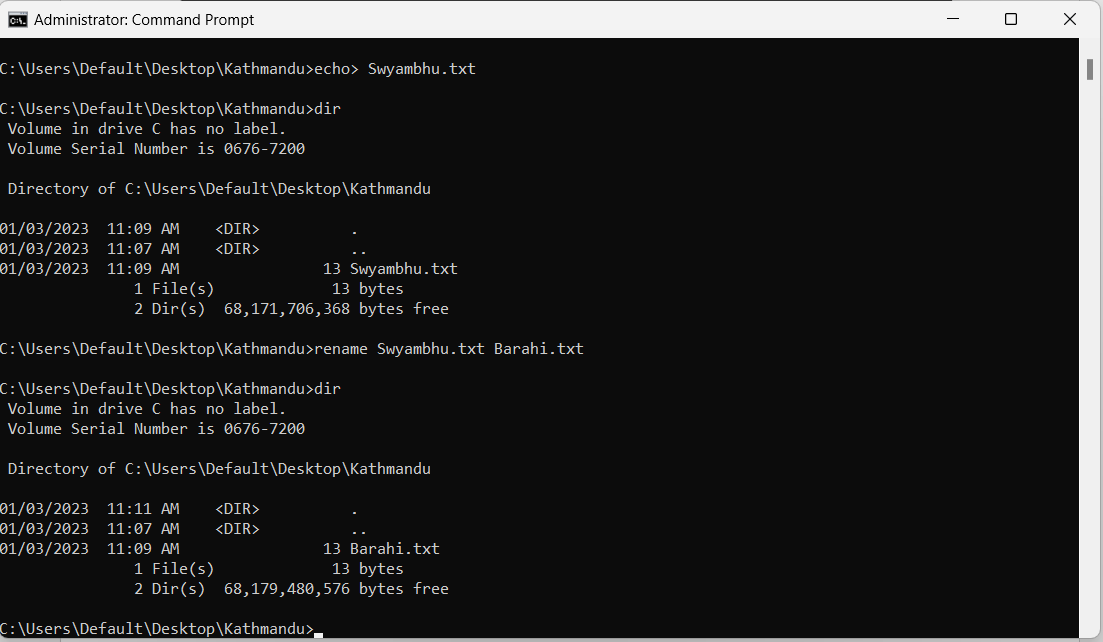 Administrator: Command Prompt
C:\Users\Default\Desktop\Kathmandu>echo> Swyambhu.txt
C:\Users\Default\Desktop\Kathmandu>dir
 Volume in drive C has no label.
 Volume Serial Number is 0676-7200
 Directory of C:\Users\Default\Desktop\Kathmandu
01/03/2023  11:09 AM    <DIR>          .
01/03/2023  11:07 AM    <DIR>          ..
01/03/2023  11:09 AM                13 Swyambhu.txt
               1 File(s)             13 bytes
               2 Dir(s)  68,171,706,368 bytes free
C:\Users\Default\Desktop\Kathmandu>rename Swyambhu.txt Barahi.txt
C:\Users\Default\Desktop\Kathmandu>dir
 Volume in drive C has no label.
 Volume Serial Number is 0676-7200
 Directory of C:\Users\Default\Desktop\Kathmandu
01/03/2023  11:11 AM    <DIR>          .
01/03/2023  11:07 AM    <DIR>          ..
01/03/2023  11:09 AM                13 Barahi.txt
               1 File(s)             13 bytes
               2 Dir(s)  68,179,480,576 bytes free
C:\Users\Default\Desktop\Kathmandu>